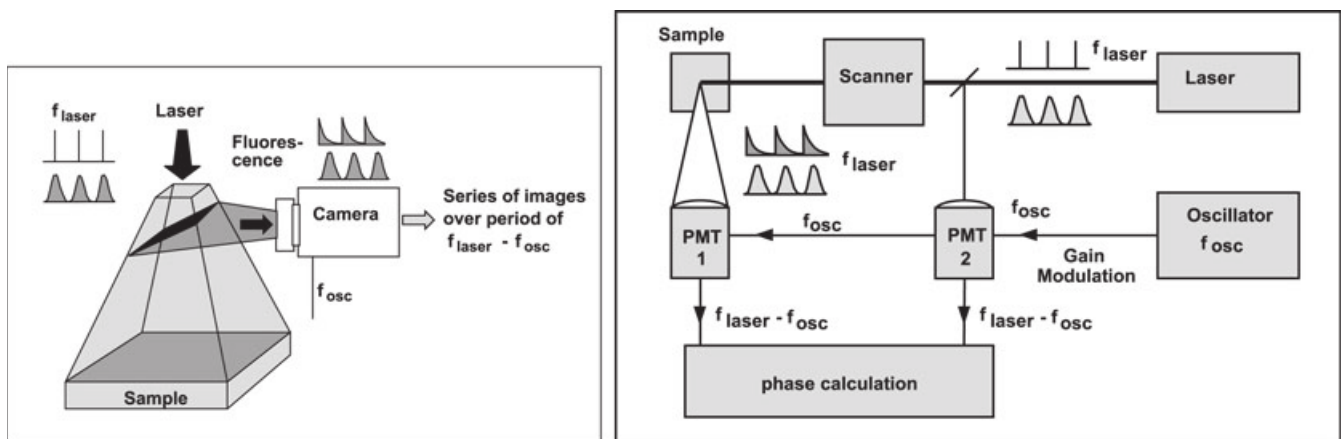 f laser
Laser
Fluores-
cence
Camera
Series of images
over period of
f laser - f osc
f osc
Sample
Sample
Scanner
f laser
Laser
f laser
PMT
1
f osc
PMT
2
f osc
Gain
Modulation
Oscillator
f osc
f laser - f osc
f laser - f osc
phase calculation